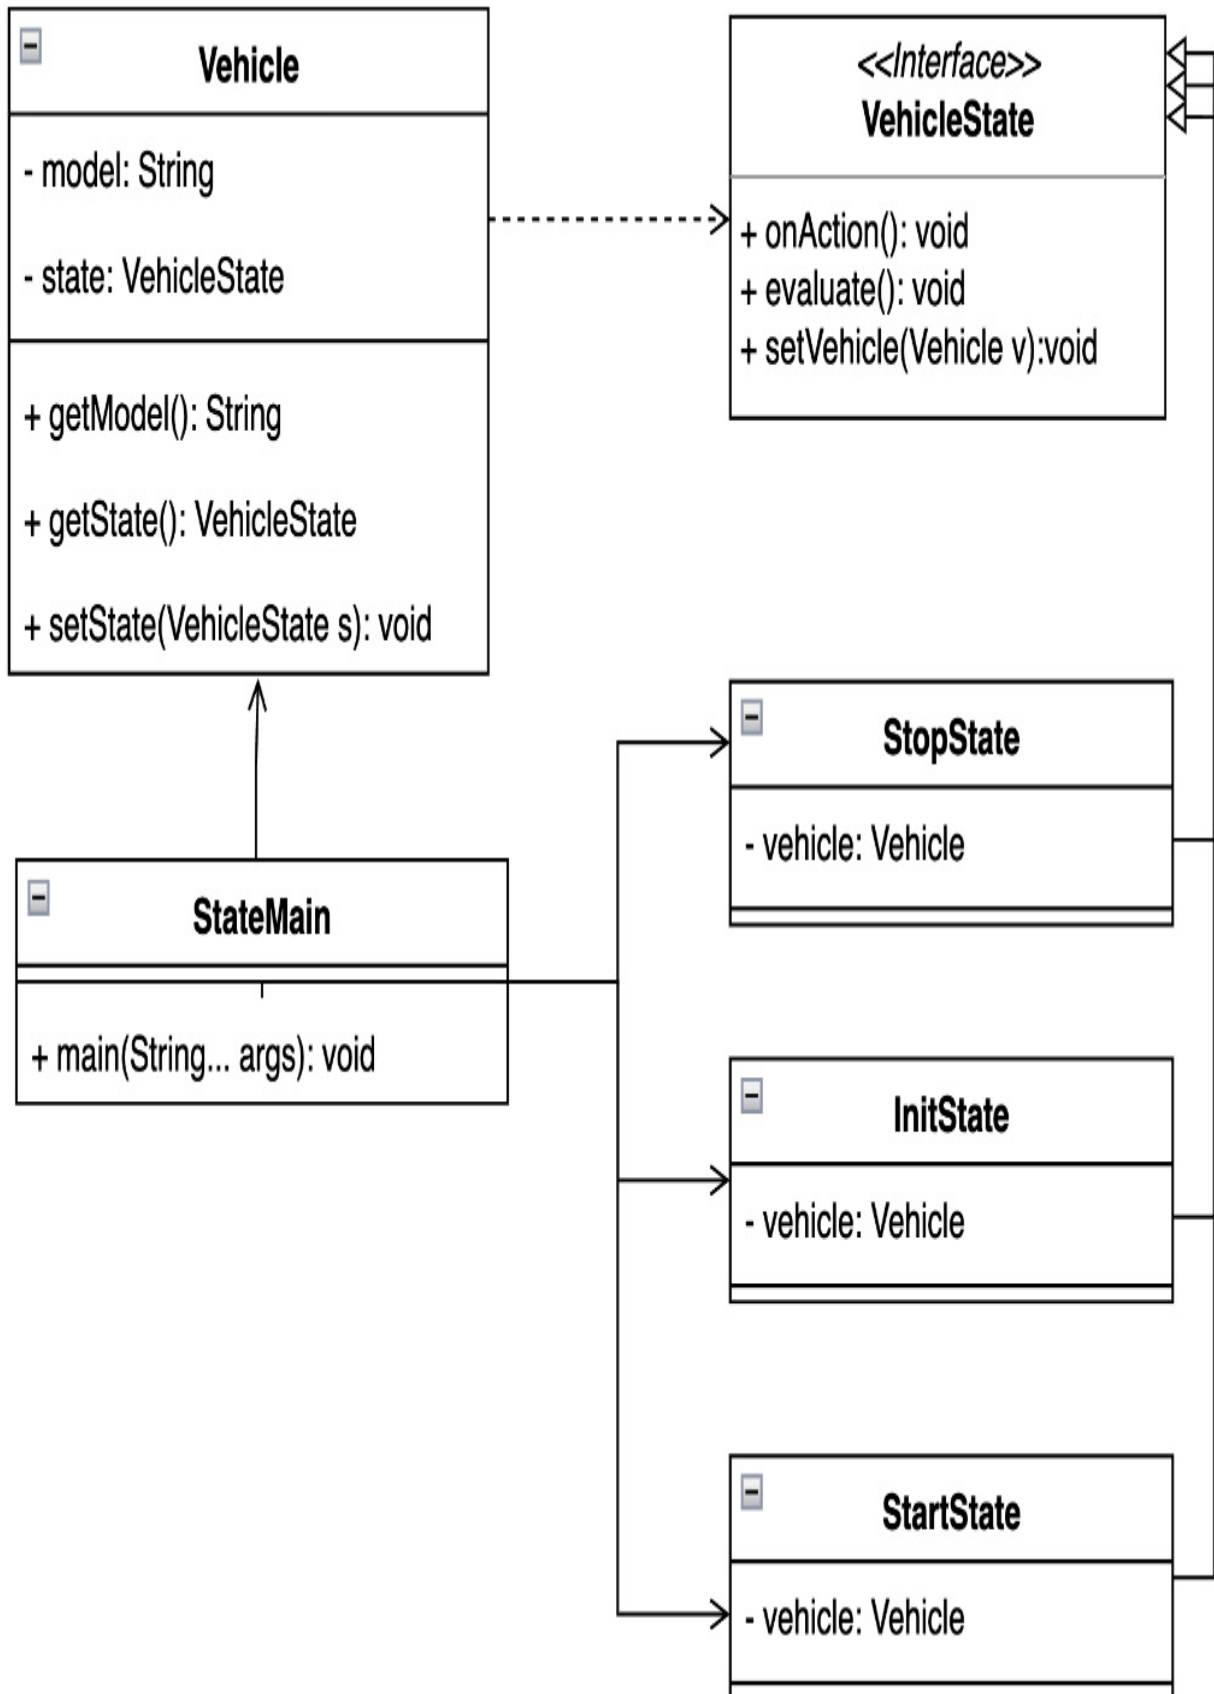 Vehicle
- model: String
- state: VehicleState
+ getModel(): String
+ getState(): VehicleState
+ setState(VehicleState s): void
<<Interface>>
VehicleState
+ onAction(): void
+ evaluate(): void
+ setVehicle(Vehicle v):void
StateMain
+ main(String... args): void
StopState
- vehicle: Vehicle
InitState
- vehicle: Vehicle
StartState
- vehicle: Vehicle